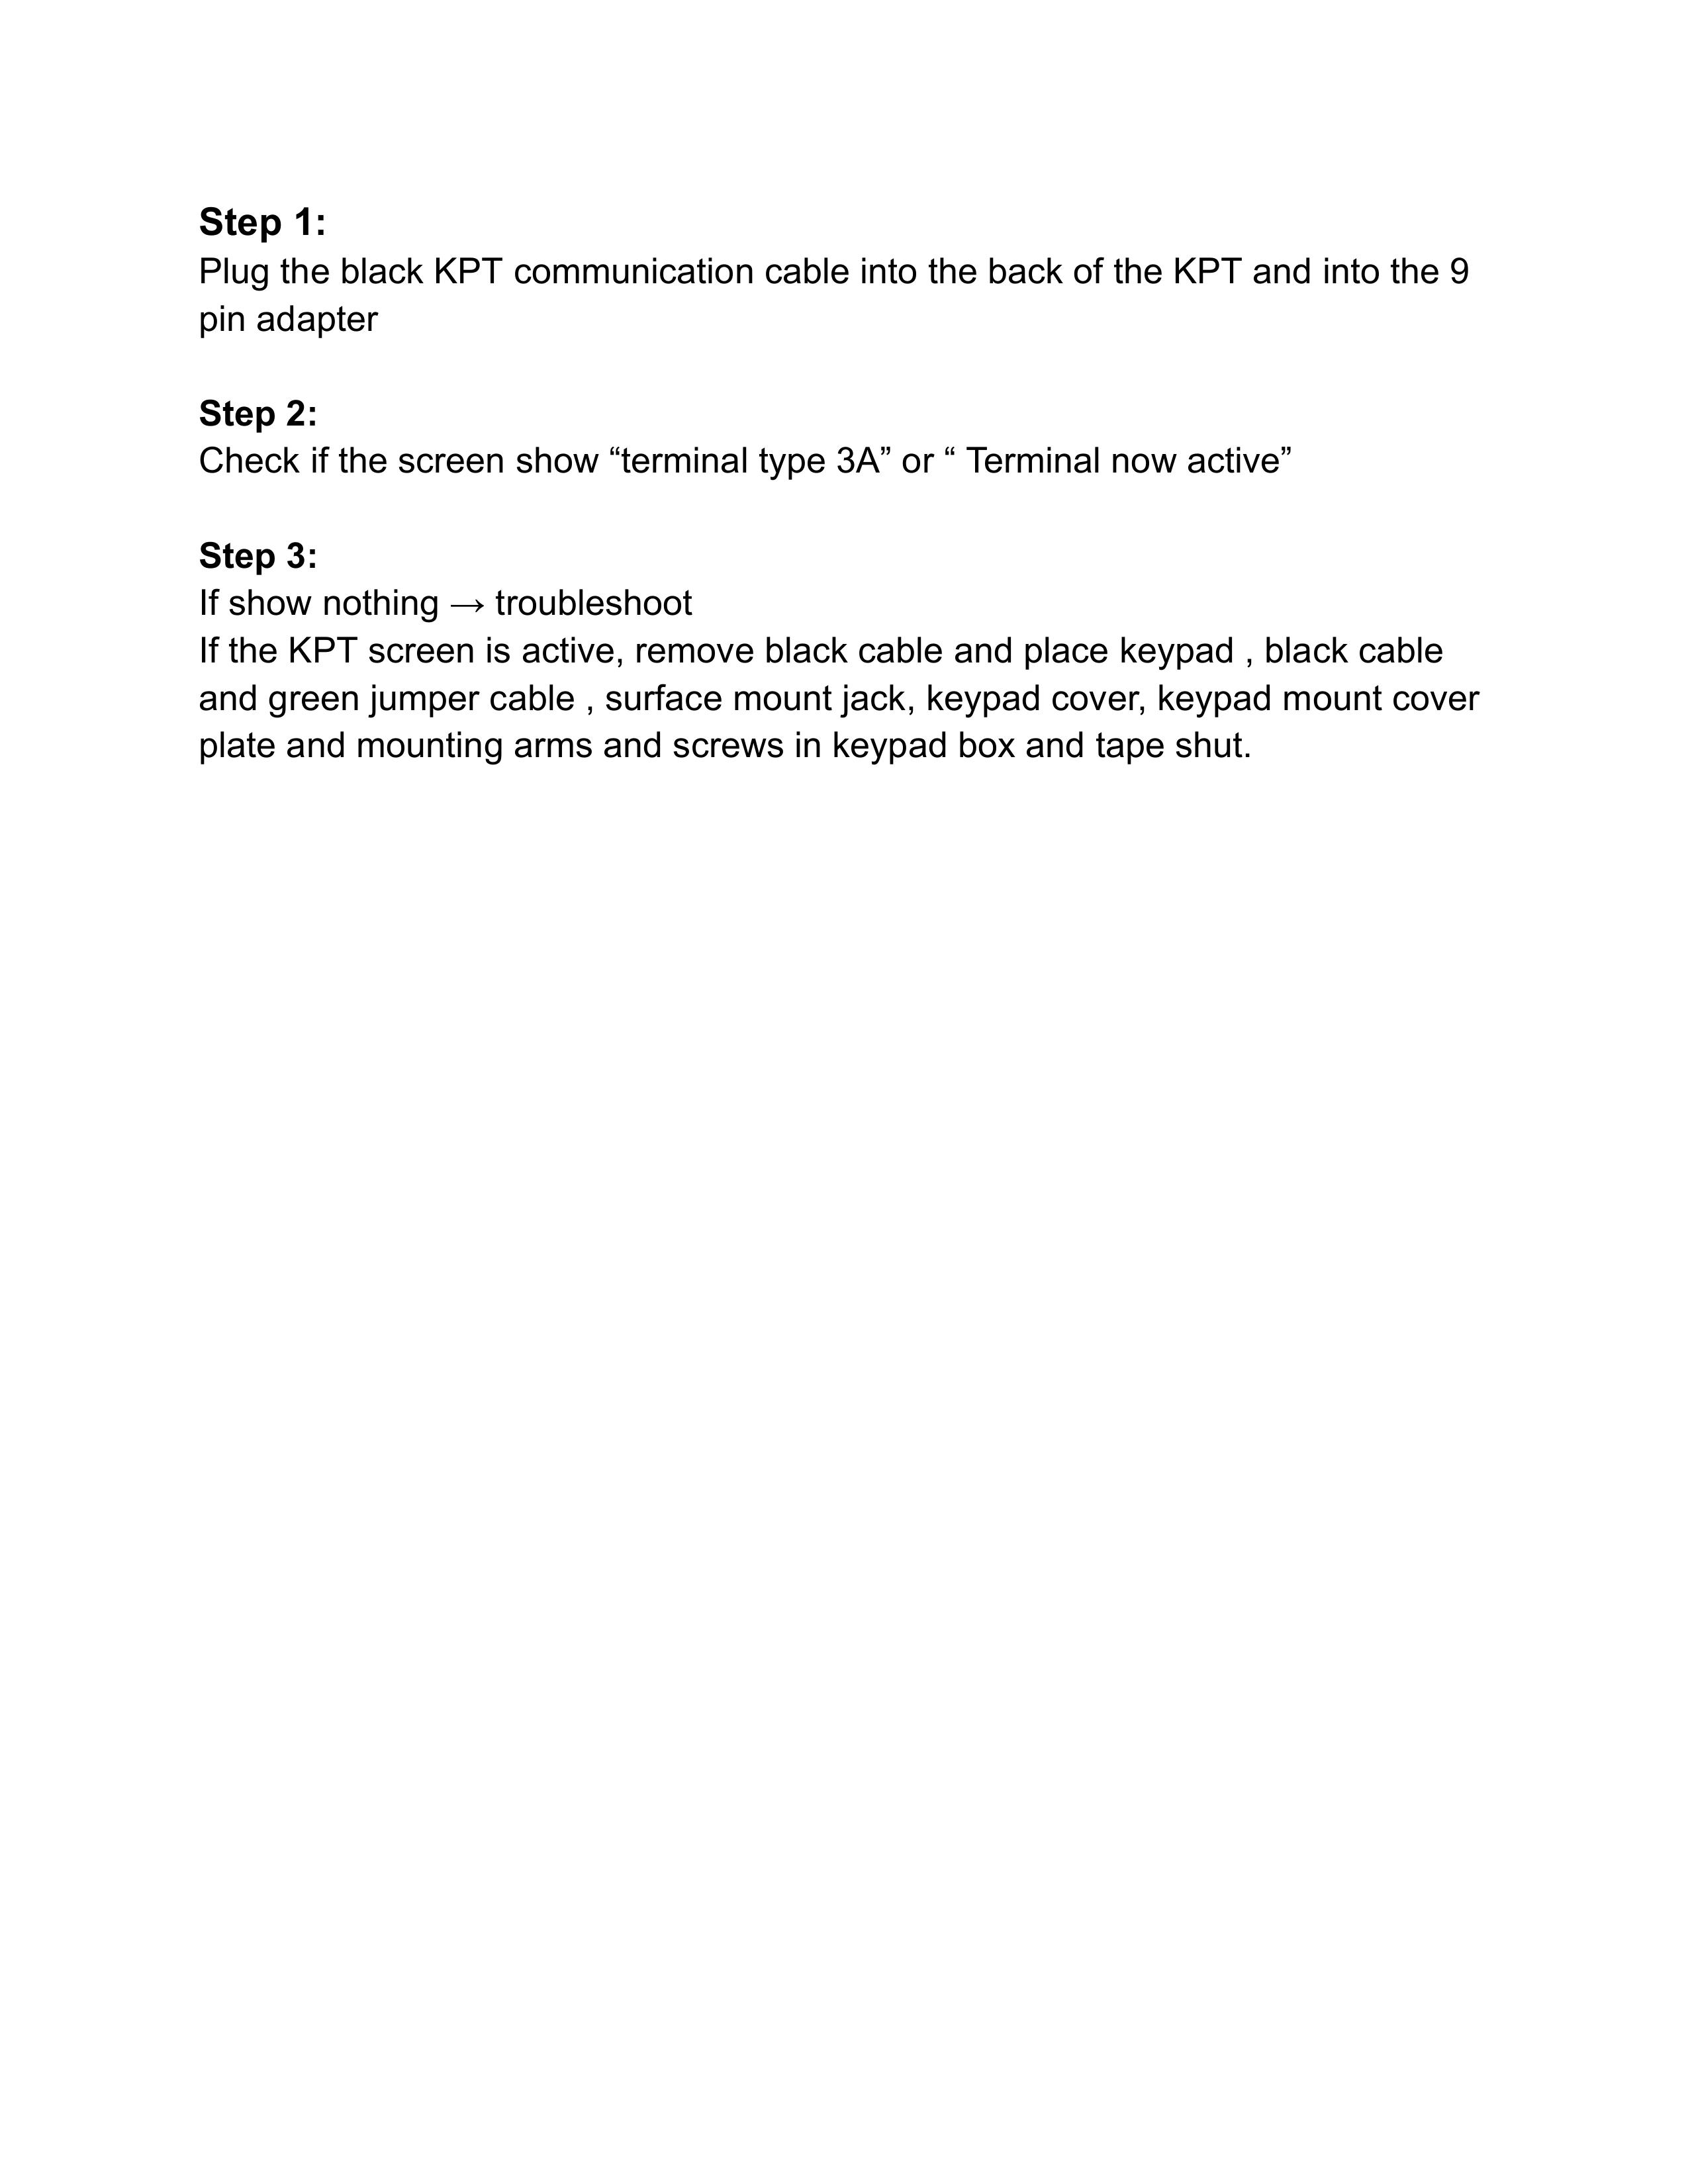 Step 1:
Plug the black KPT communication cable into the back of the KPT and into the 9
pin adapter
Step 2:
Check if the screen show “terminal type 3A” or “ Terminal now active”
Step 3:
If show nothing → troubleshoot
If the KPT screen is active, remove black cable and place keypad , black cable
and green jumper cable , surface mount jack, keypad cover, keypad mount cover
plate and mounting arms and screws in keypad box and tape shut.